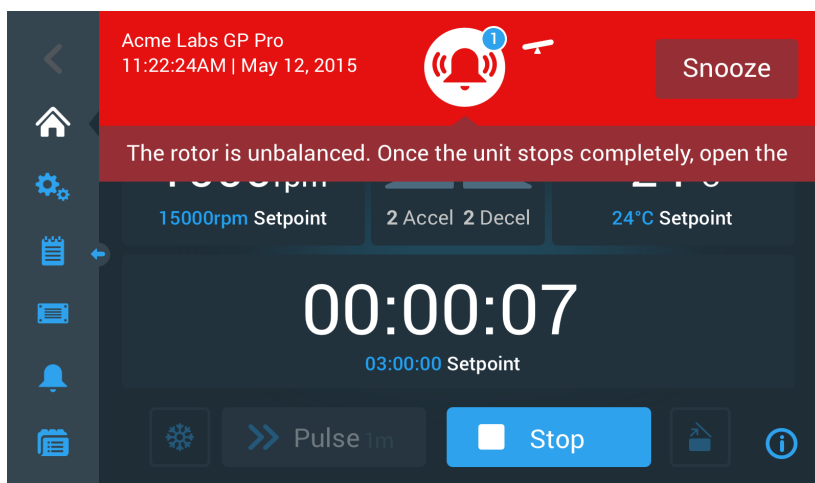 Acme Labs GP Pro
11:22:24AM | May 12, 2015
1
Snooze
The rotor is unbalanced. Once the unit stops completely, open the
rpm
15000rpm Setpoint
2 Accel 2 Decel
24°C Setpoint
00:00:07
03:00:00 Setpoint
Pulse 1m
Stop